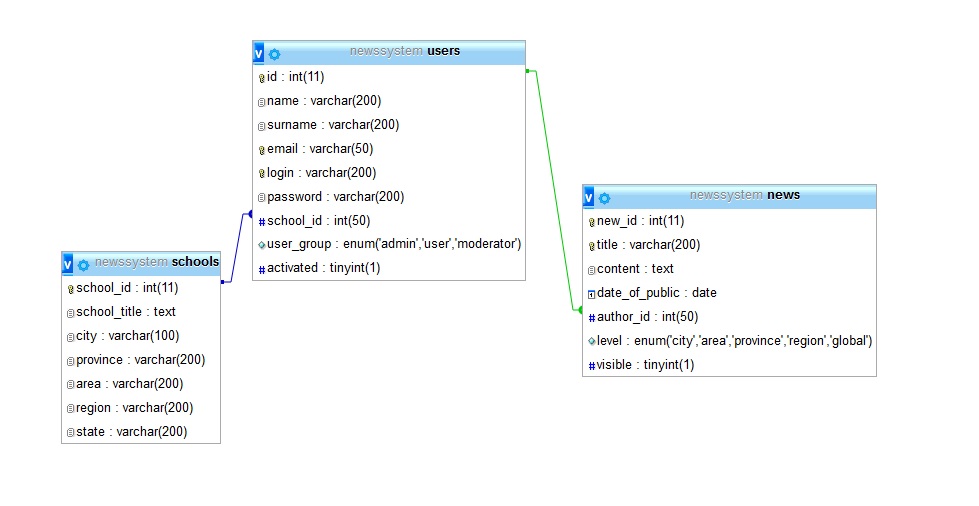 newssystem users
id : int(11)
name : varchar(200)
surname : varchar(200)
email : varchar(50)
login : varchar(200)
password : varchar(200)
school_id : int(50)
user_group : enum('admin','user','moderator')
activated : tinyint(1)
newssystem schools
school_id : int(11)
school_title : text
city : varchar(100)
province : varchar(200)
area : varchar(200)
region : varchar(200)
state : varchar(200)
newssystem news
new_id : int(11)
title : varchar(200)
content : text
date_of_public : date
author_id : int(50)
level : enum('city','area','province','region','global')
visible : tinyint(1)